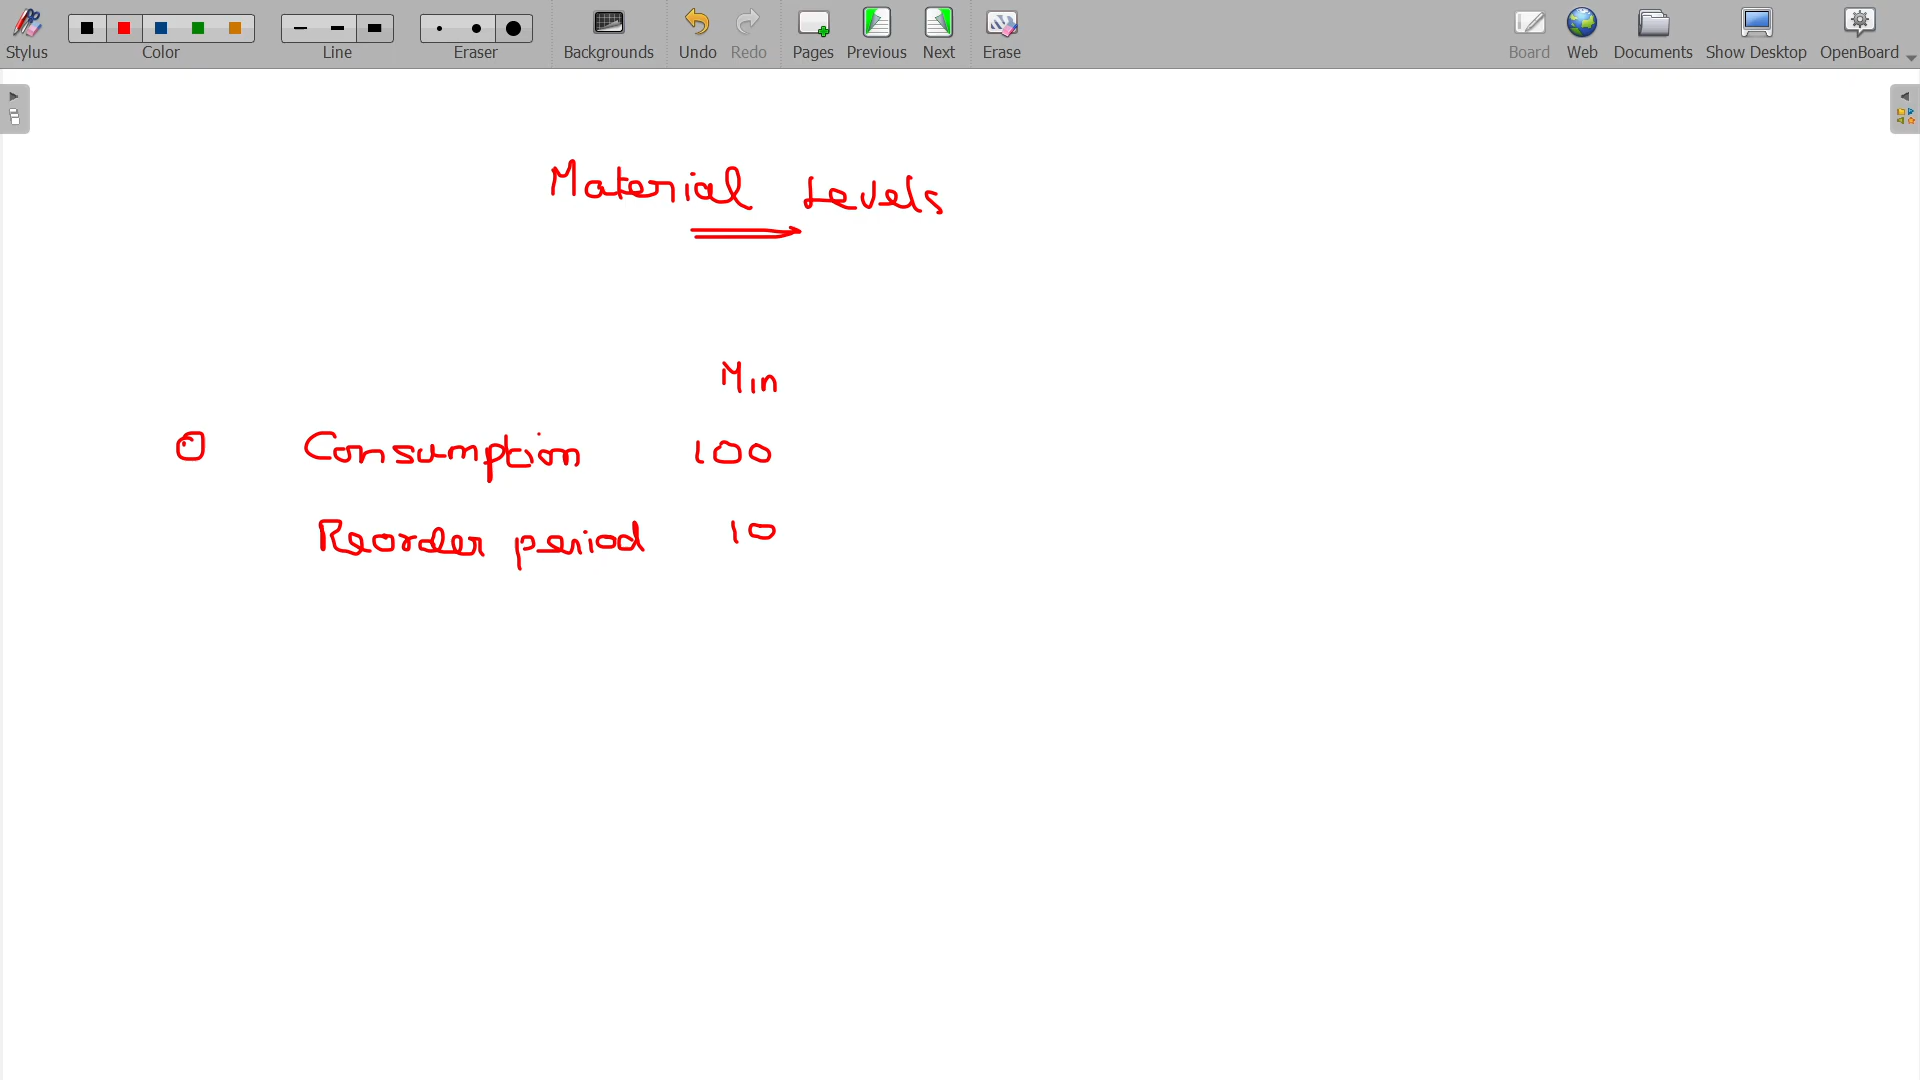 Stylus Color Line Eraser Backgrounds Undo Redo Pages Previous Next Erase Board Web Documents Show Desktop OpenBoard
Material Levels
Min
Consumption 100
Reorder period 10